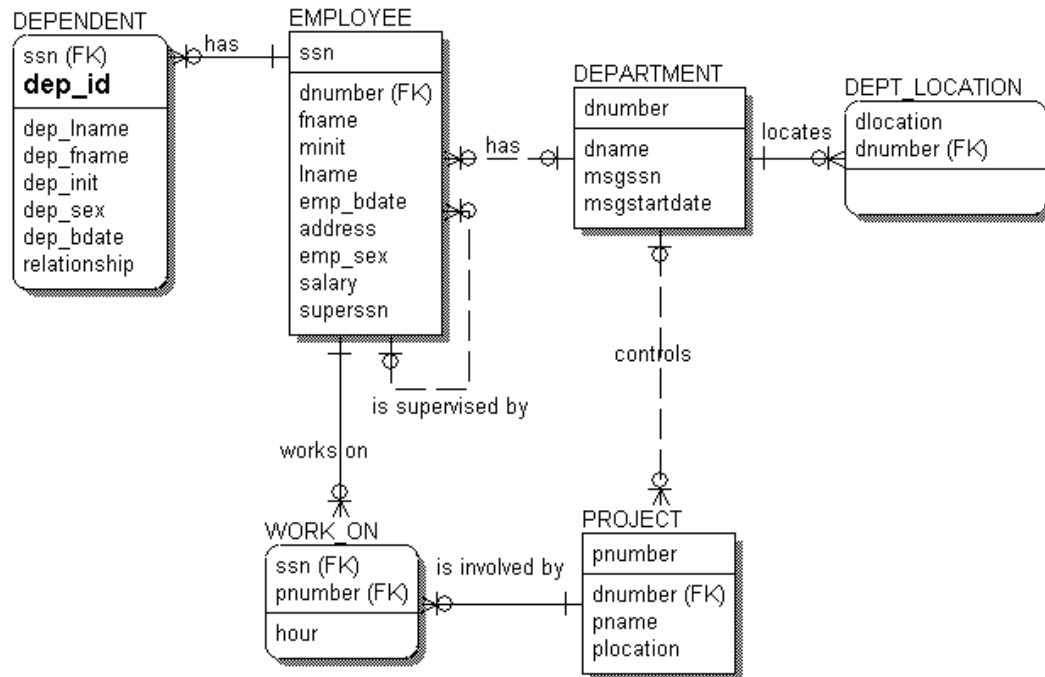 DEPENDENT
ssn (FK)
dep_id
dep_lname
dep_fname
dep_init
dep_sex
dep_bdate
relationship
has
EMPLOYEE
ssn
dnumber (FK)
fname
minit
lname
emp_bdate
address
emp_sex
salary
superssn
is supervised by
has
DEPARTMENT
dnumber
dname
msgssn
msgstartdate
locates
DEPT_LOCATION
dlocation
dnumber (FK)
controls
works on
WORK_ON
ssn (FK)
pnumber (FK)
hour
is involved by
PROJECT
pnumber
dnumber (FK)
pname
plocation